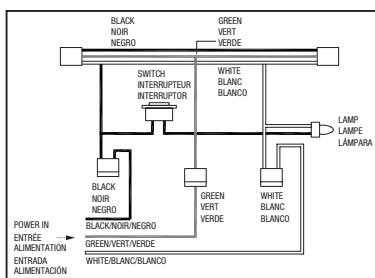 BLACK
NOIR
NEGRO
GREEN
VERT
VERDE
SWITCH
INTERRUPTEUR
INTERRUPTOR
WHITE
BLANC
BLANCO
LAMP
LAMPE
LÁMPARA
BLACK
NOIR
NEGRO
GREEN
VERT
VERDE
WHITE
BLANC
BLANCO
POWER IN
ENTRÉE
ALIMENTATION
ENTRADA
ALIMENTACIÓN
BLACK/NOIR/NEGRO
GREEN/VERT/VERDE
WHITE/BLANC/BLANCO